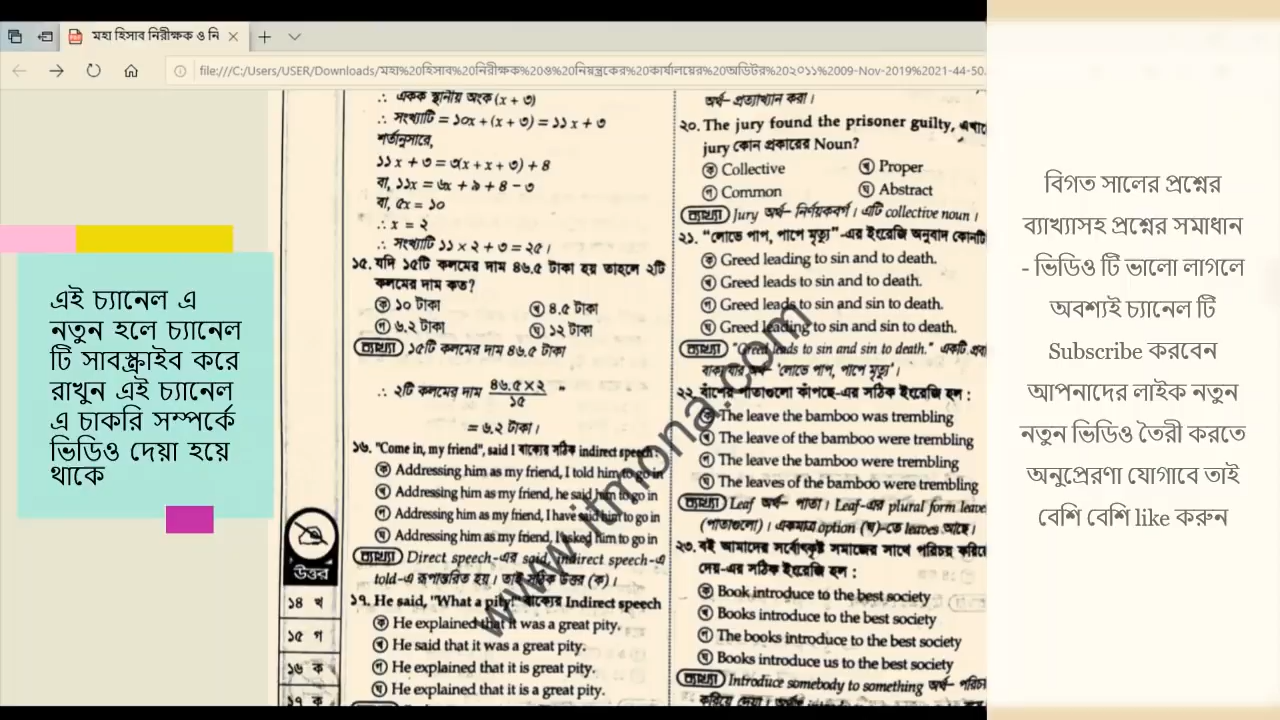 মহা হিসাব নিরীক্ষক ও নি
file:///C:/Users/USER/Downloads/মহা%20হিসাব%20নিরীক্ষক%20ও%20নিয়ন্ত্রকের%20কার্যালয়ের%20অডিটর%20২০১১%2009-Nov-2019%2021-44-50.
এই চ্যানেল এ
নতুন হলে চ্যানেল
টি সাবস্ক্রাইব করে
রাখুন এই চ্যানেল
এ চাকরি সম্পর্কে
ভিডিও দেয়া হয়ে
থাকে
উত্তর
১৪ খ
১৫ গ
১৬ ক
১৭ ক
∴ একক স্থানীয় অংক (x + ৩)
∴ সংখ্যাটি = ১০x + (x + ৩) = ১১x + ৩
শর্তানুসারে,
১১x + ৩ = ৩(x + x + ৩) + ৪
বা, ১১x = ৬x + ৯ + ৪ – ৩
বা, ৫x = ১০
∴ x = ২
∴ সংখ্যাটি ১১ × ২ + ৩ = ২৫।
১৫. যদি ১৫টি কলমের দাম ৪৬.৫ টাকা হয় তাহলে ২টি
কলমের দাম কত?
ক ১০ টাকা খ ৪.৫ টাকা
গ ৬.২ টাকা ঘ ১২ টাকা
ব্যাখ্যা ১৫টি কলমের দাম ৪৬.৫ টাকা
∴ ২টি কলমের দাম ৪৬.৫ × ২ / ১৫ "
= ৬.২ টাকা।
১৬. "Come in, my friend", said I বাক্যের সঠিক indirect speech :
ক Addressing him as my friend, I told him to go in
খ Addressing him as my friend, he said him to go in
গ Addressing him as my friend, I have said him to go in
ঘ Addressing him as my friend, I asked him to go in
ব্যাখ্যা Direct speech-এর said, indirect speech-এ
told-এ রূপান্তরিত হয়। তাই সঠিক উত্তর (ক)।
১৭. He said, "What a pity!" বাক্যের Indirect speech
ক He explained that it was a great pity.
খ He said that it was a great pity.
গ He explained that it is great pity.
ঘ He explained that it is a great pity.
অর্থ- প্রত্যাখ্যান করা।
২০. The jury found the prisoner guilty, এখা
jury কোন প্রকারের Noun?
ক Collective খ Proper
গ Common ঘ Abstract
ব্যাখ্যা Jury অর্থ- নির্ণয়কবর্গ। এটি collective noun।
২১. "লোভে পাপ, পাপে মৃত্যু"-এর ইংরেজি অনুবাদ কোনটি
ক Greed leading to sin and to death.
খ Greed leads to sin and to death.
গ Greed leads to sin and sin to death.
ঘ Greed leading to sin and sin to death.
ব্যাখ্যা "Greed leads to sin and sin to death." একটি প্রবা
অর্থ- 'লোভে পাপ, পাপে মৃত্যু'।
২২. বাঁশের পাতাগুলো কাঁপছে-এর সঠিক ইংরেজি হল :
ক The leave the bamboo was trembling
খ The leave of the bamboo were trembling
গ The leave the bamboo were trembling
ঘ The leaves of the bamboo were trembling
ব্যাখ্যা Leaf অর্থ- পাতা। Leaf-এর plural form leave
(পাতাগুলো)। একমাত্র option (ঘ)-তে leaves আছে।
২৩. বই আমাদের সর্বোৎকৃষ্ট সমাজের সাথে পরিচয় করিয়ে
দেয়-এর সঠিক ইংরেজি হল :
ক Book introduce to the best society
খ Books introduce to the best society
গ The books introduce to the best society
ঘ Books introduce us to the best society
ব্যাখ্যা Introduce somebody to something অর্থ- পরিচ
www.itmona.com
বিগত সালের প্রশ্নের
ব্যাখ্যাসহ প্রশ্নের সমাধান
- ভিডিও টি ভালো লাগলে
অবশ্যই চ্যানেল টি
Subscribe করবেন
আপনাদের লাইক নতুন
নতুন ভিডিও তৈরী করতে
অনুপ্রেরণা যোগাবে তাই
বেশি বেশি like করুন